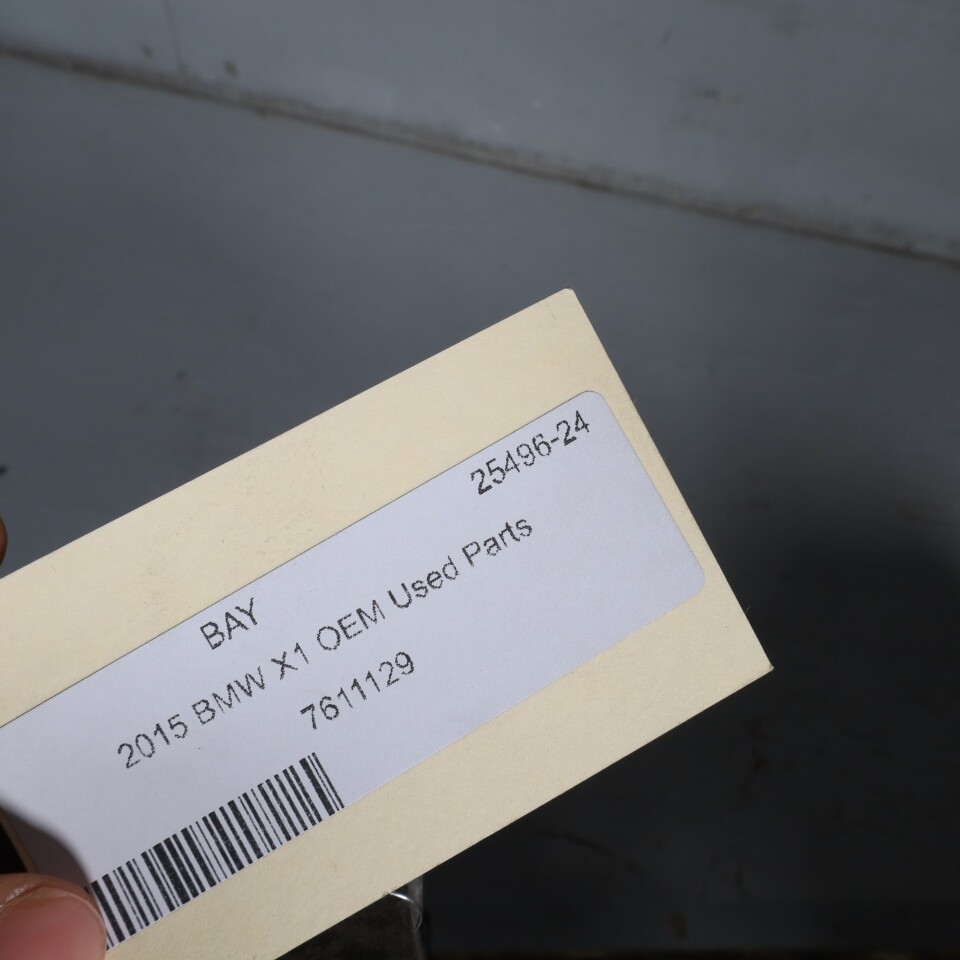 25496-24
BAY
2015 BMW X1 OEM Used Parts
7611129